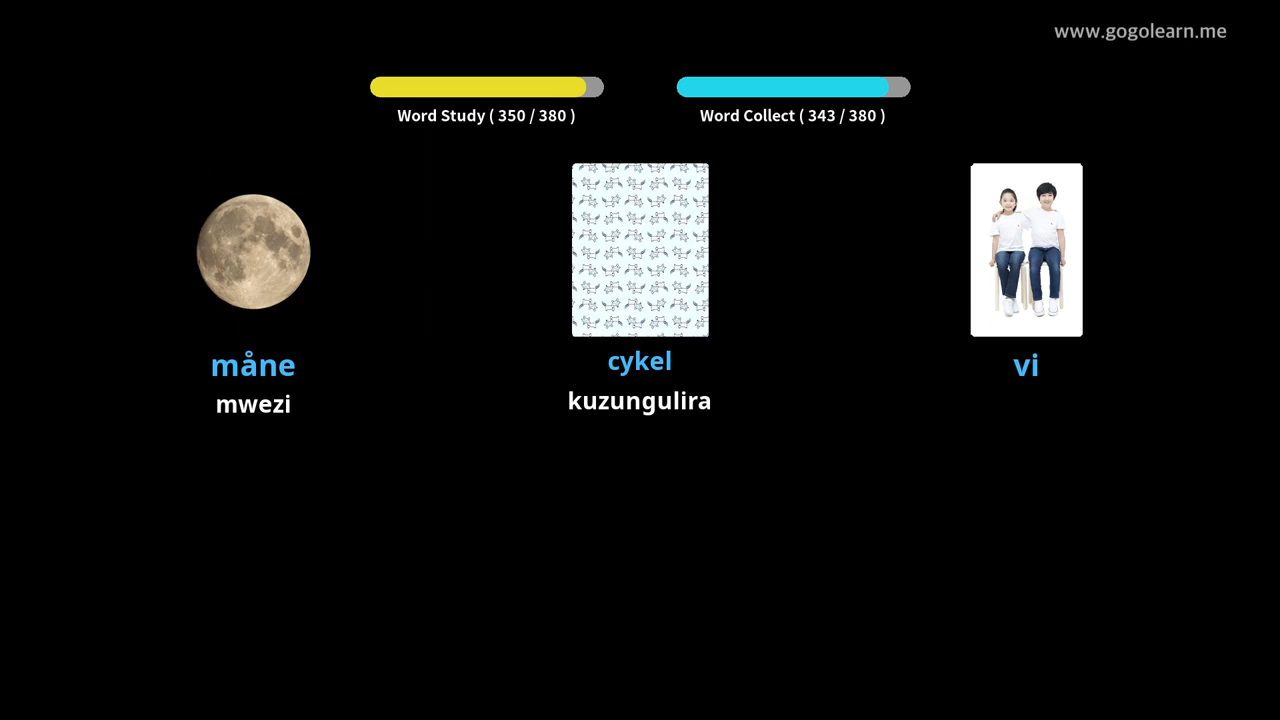 www.gogolearn.me
Word Study ( 350 / 380 )
Word Collect ( 343 / 380 )
måne
cykel
vi
mwezi
kuzungulira